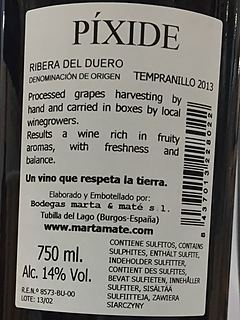 PÍXIDE
RIBERA DEL DUERO
DENOMINACIÓN DE ORIGEN TEMPRANILLO 2013
Processed grapes harvesting by
hand and carried in boxes by local
winegrowers.
Results a wine rich in fruity
aromas, with freshness and
balance.
Un vino que respeta la tierra.
Elaborado y Embotellado por:
Bodegas marta & maté s.l.
Tubilla del Lago (Burgos-España)
www.martamate.com
750 ml.
Alc. 14% Vol.
R.E.N.º 8573-BU-00
LOTE: 13/02
CONTIENE SULFITOS, CONTAINS
SULPHITES, ENTHÄLT SULFITE,
INDEHOLDER SULFITTER,
CONTIENT DES SULFITES,
BEVAT SULFIETEN, INNEHÅLLER
SULFITER, SISÄLTÄÄ
SULFIITTEJA, ZAWIERA
SIARCZYNY
8437013228022